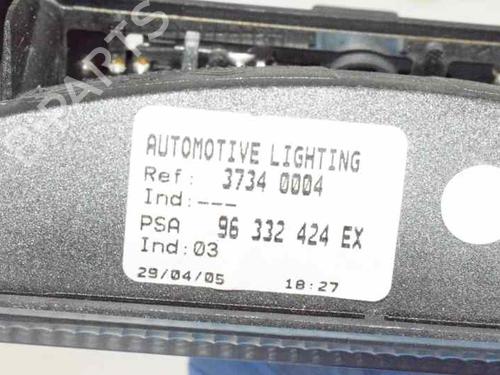 B-PARTS
AUTOMOTIVE LIGHTING
Ref: 3734 0004
Ind:---
PSA 96 332 424 EX
Ind:03
29/04/05 18:27